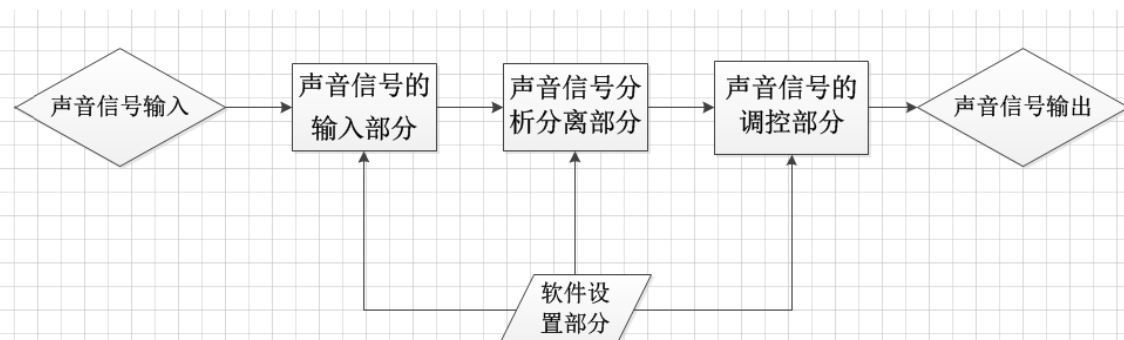 声音信号输入
声音信号的
输入部分
声音信号分
析分离部分
声音信号的
调控部分
声音信号输出
软件设
置部分